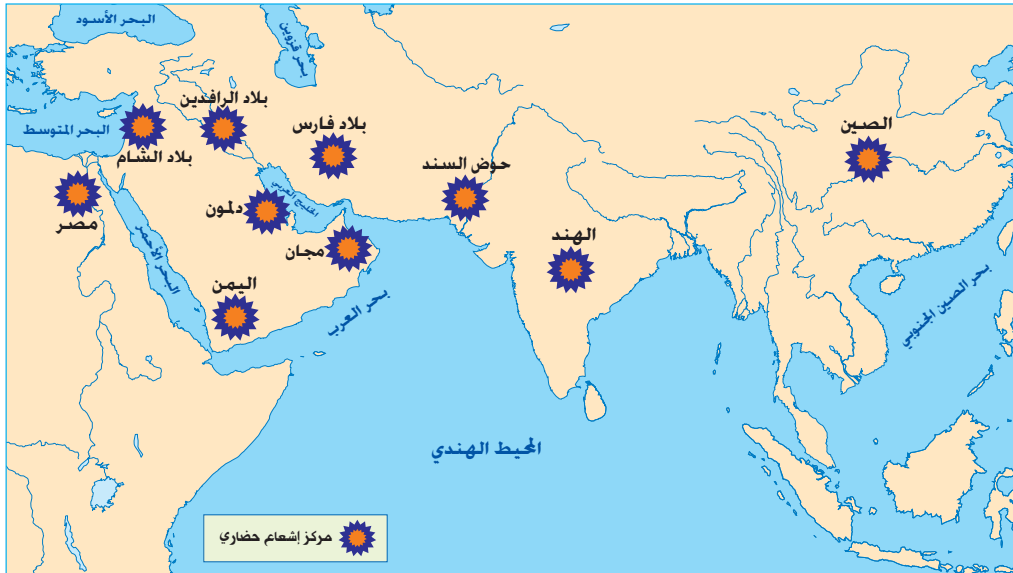 البحر الأسود
بحر قزوين
بلاد الرافدين
بلاد فارس
الصين
البحر المتوسط
بلاد الشام
حوض السند
مصر
دلمون
الخليج العربي
الهند
مجان
البحر الأحمر
اليمن
بحر العرب
بحر الصين الجنوبي
المحيط الهندي
مركز إشعاع حضاري